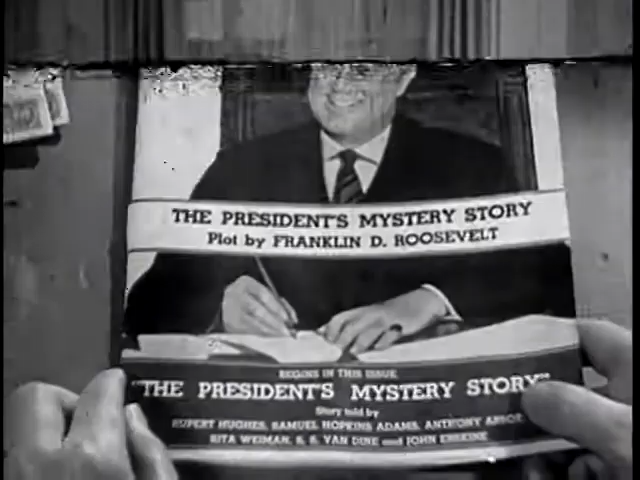 THE PRESIDENT'S MYSTERY STORY
Plot by FRANKLIN D. ROOSEVELT
BEGINS IN THIS ISSUE
"THE PRESIDENT'S MYSTERY STORY"
Story told by
RUPERT HUGHES, SAMUEL HOPKINS ADAMS, ANTHONY
RITA WEIMAN, S. S. VAN DINE and JOHN ERSKINE